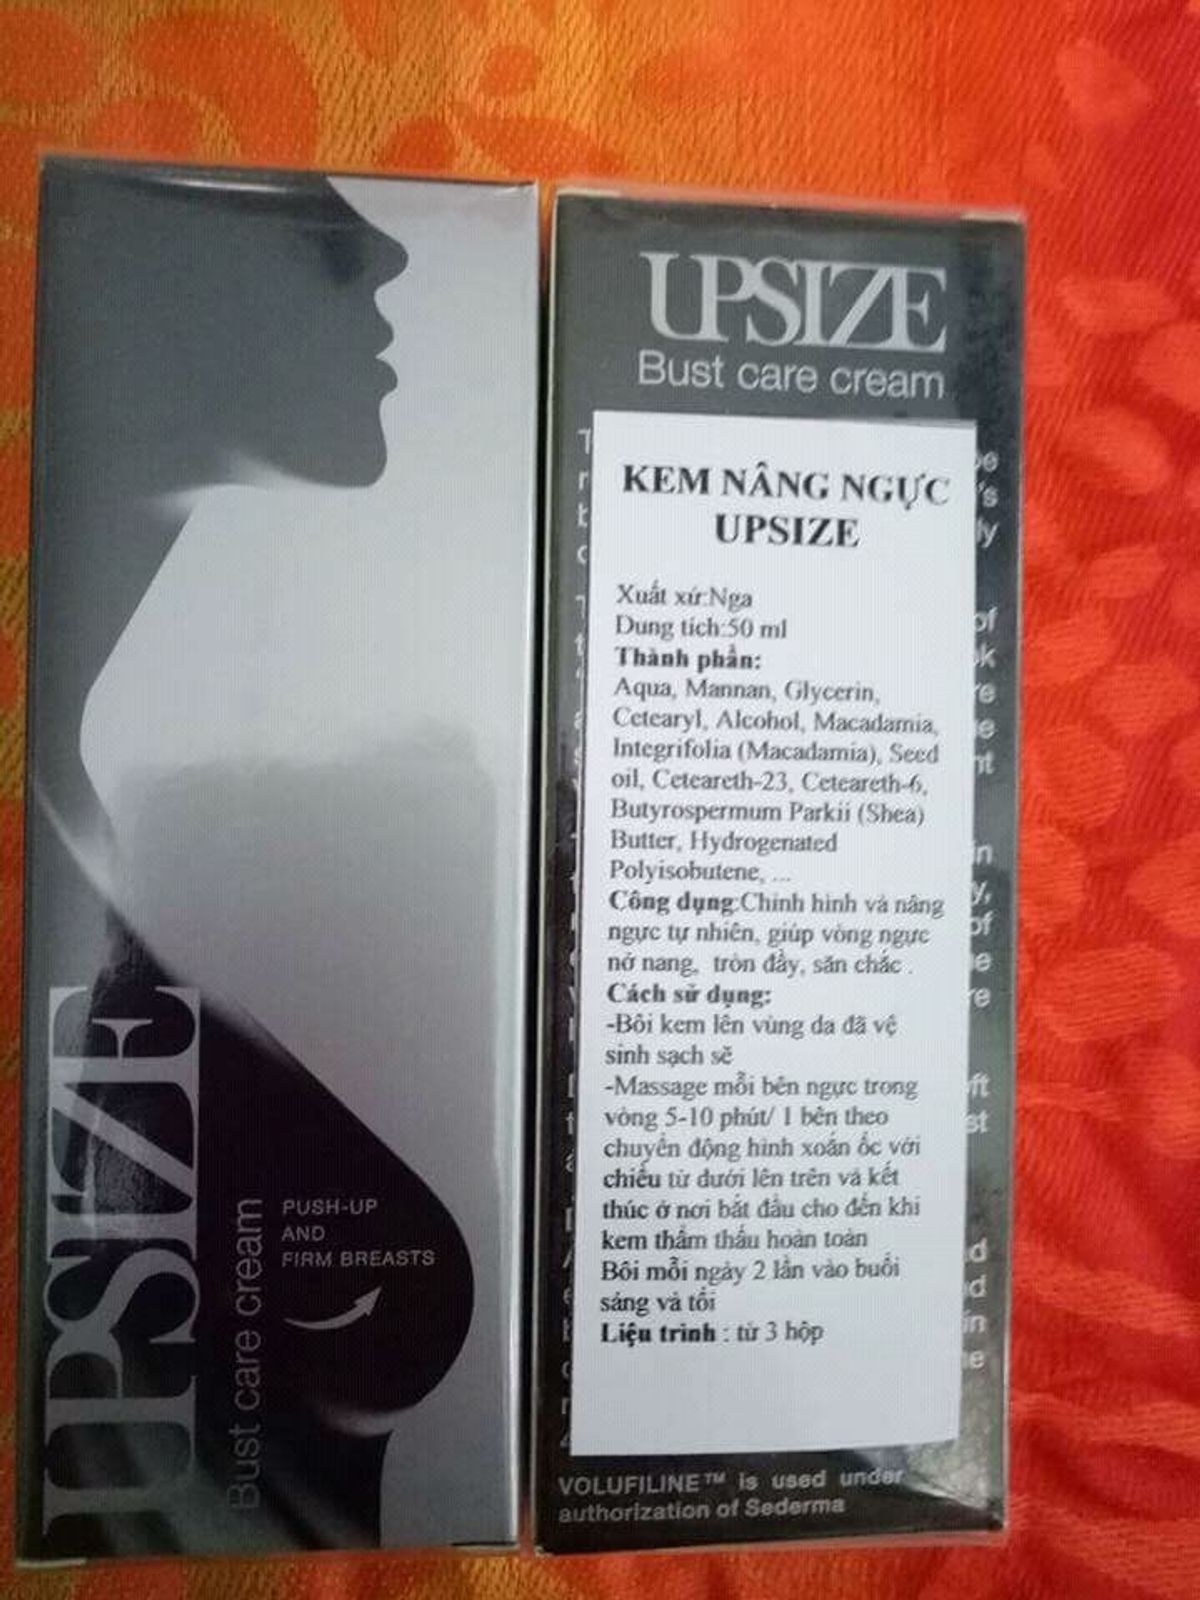 UPSIZE
Bust care cream
PUSH-UP
AND
FIRM BREASTS
UPSIZE
Bust care cream
KEM NÂNG NGỰC
UPSIZE
Xuất xứ:Nga
Dung tích:50 ml
Thành phần:
Aqua, Mannan, Glycerin,
Cetearyl, Alcohol, Macadamia,
Integrifolia (Macadamia), Seed
oil, Ceteareth-23, Ceteareth-6,
Butyrospermum Parkii (Shea)
Butter, Hydrogenated
Polyisobutene, ...
Công dụng:Chỉnh hình và nâng
ngực tự nhiên, giúp vòng ngực
nở nang, tròn đầy, săn chắc .
Cách sử dụng:
-Bôi kem lên vùng da đã vệ
sinh sạch sẽ
-Massage mỗi bên ngực trong
vòng 5-10 phút/ 1 bên theo
chuyển động hình xoắn ốc với
chiều từ dưới lên trên và kết
thúc ở nơi bắt đầu cho đến khi
kem thẩm thấu hoàn toàn
Bôi mỗi ngày 2 lần vào buổi
sáng và tối
Liệu trình : từ 3 hộp
VOLUFILINE™ is used under
authorization of Sederma